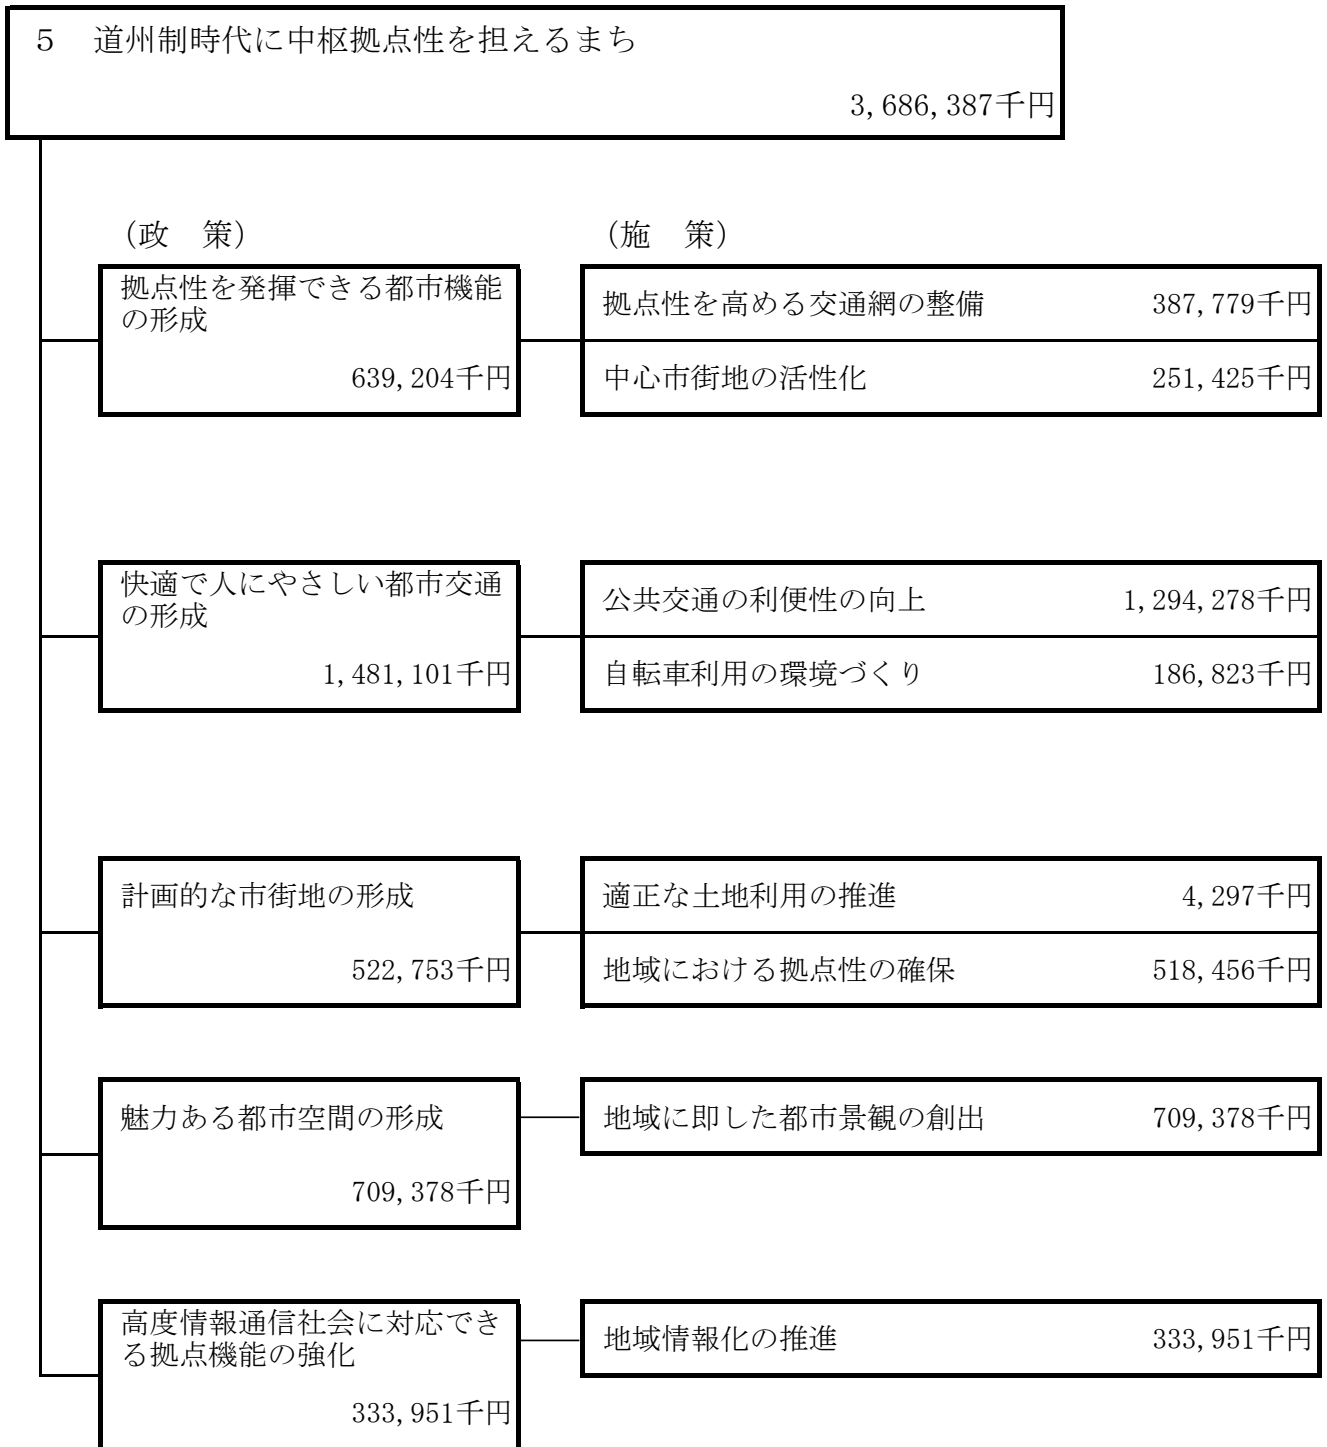 ５　道州制時代に中枢拠点性を担えるまち
3,686,387千円
（政　策）
（施　策）
拠点性を発揮できる都市機能
の形成
639,204千円
拠点性を高める交通網の整備
387,779千円
中心市街地の活性化
251,425千円
快適で人にやさしい都市交通
の形成
1,481,101千円
公共交通の利便性の向上
1,294,278千円
自転車利用の環境づくり
186,823千円
計画的な市街地の形成
522,753千円
適正な土地利用の推進
4,297千円
地域における拠点性の確保
518,456千円
魅力ある都市空間の形成
709,378千円
地域に即した都市景観の創出
709,378千円
高度情報通信社会に対応でき
る拠点機能の強化
333,951千円
地域情報化の推進
333,951千円